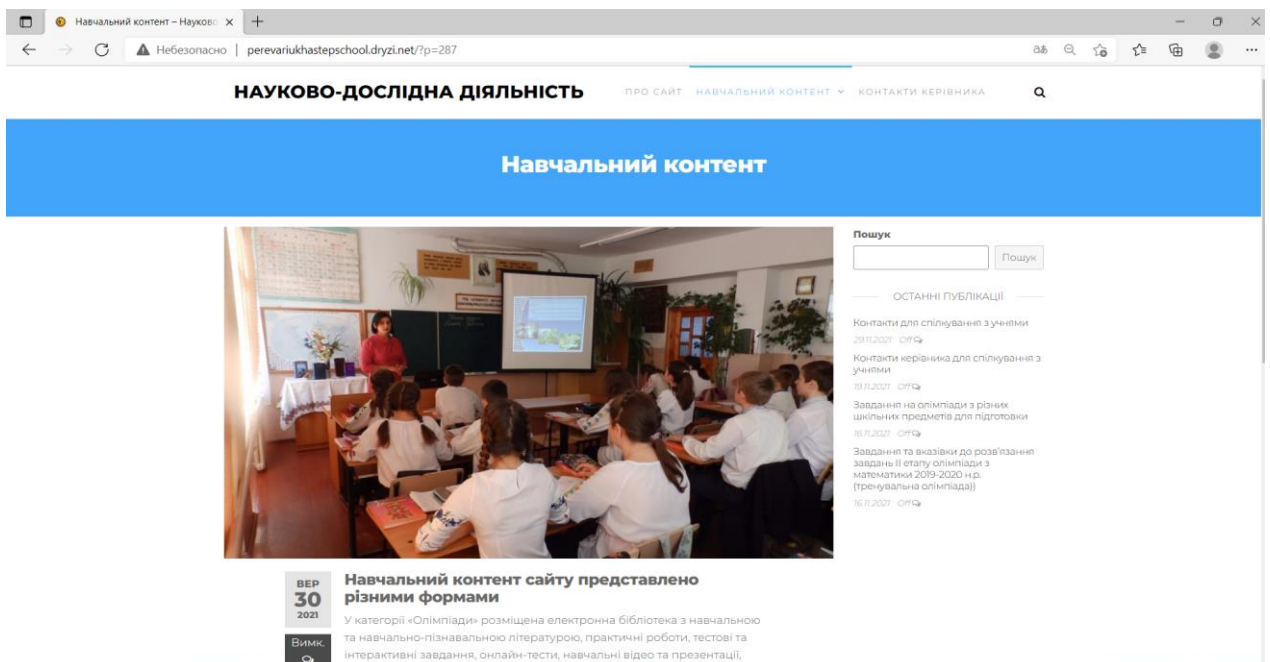 Навчальний контент – Науково
Небезопасно | perevariukhastepschool.dryzi.net/?p=287
НАУКОВО-ДОСЛІДНА ДІЯЛЬНІСТЬ
ПРО САЙТ НАВЧАЛЬНИЙ КОНТЕНТ КОНТАКТИ КЕРІВНИКА
Навчальний контент
Пошук
Пошук
ОСТАННІ ПУБЛІКАЦІЇ
Контакти для спілкування з учнями
29.11.2021 Off
Контакти керівника для спілкування з
учнями
19.11.2021 Off
Завдання на олімпіади з різних
шкільних предметів для підготовки
16.11.2021 Off
Завдання та вказівки до розв'язання
завдань ІІ етапу олімпіади з
математики 2019-2020 н.р.
(тренувальна олімпіада))
16.11.2021 Off
ВЕР
30
2021
Вимк.
Навчальний контент сайту представлено
різними формами
У категорії «Олімпіади» розміщена електронна бібліотека з навчальною
та навчально-пізнавальною літературою, практичні роботи, тестові та
інтерактивні завдання, онлайн-тести, навчальні відео та презентації,